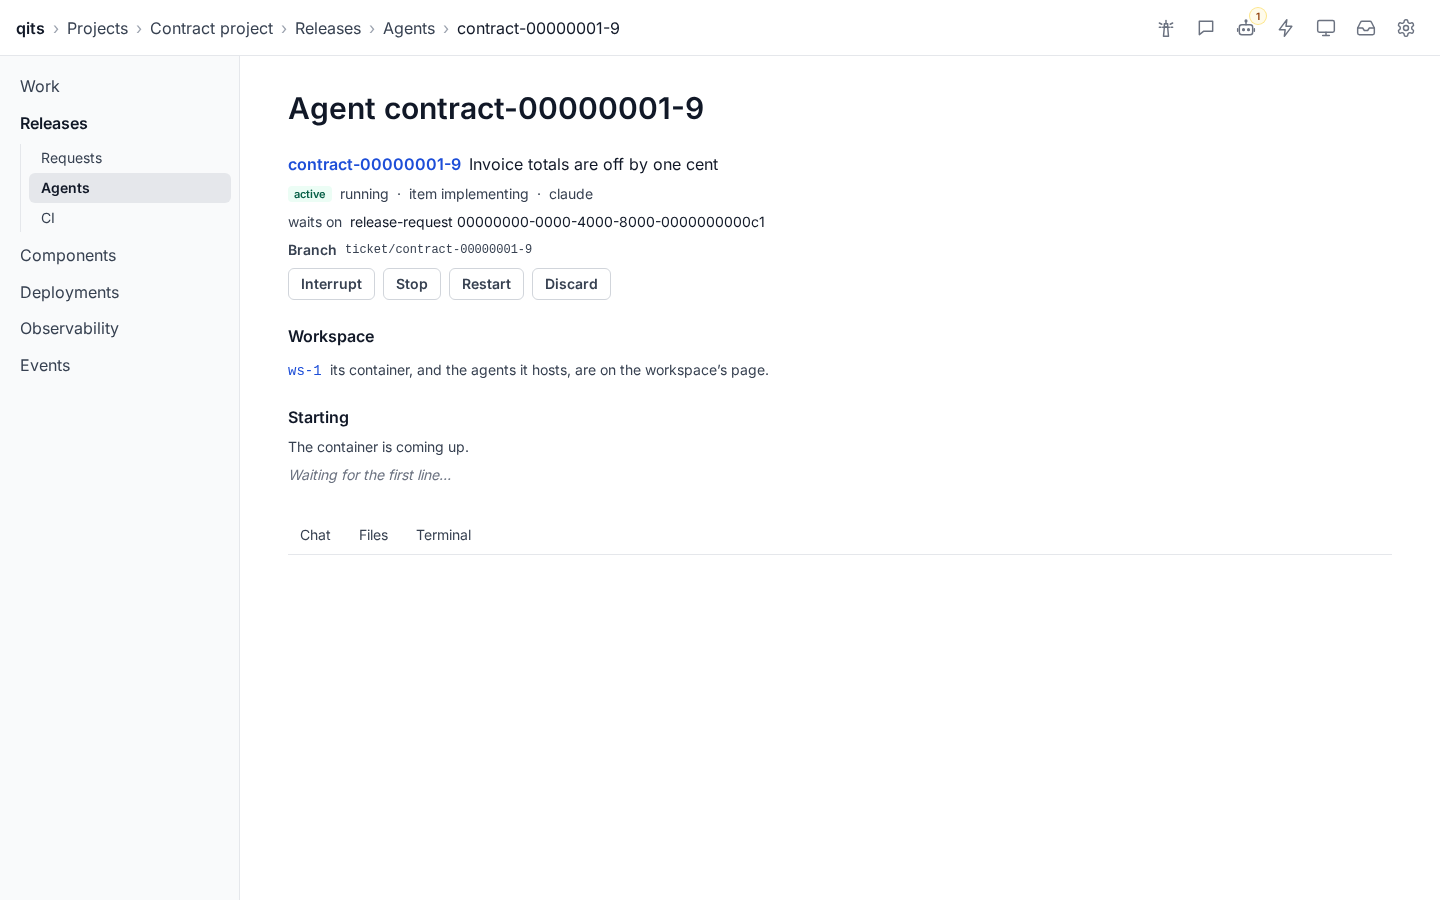 qits › Projects › Contract project › Releases › Agents › contract-00000001-9
1
Work
Releases
Requests
Agents
CI
Components
Deployments
Observability
Events
Agent contract-00000001-9
contract-00000001-9 Invoice totals are off by one cent
active running · item implementing · claude
waits on release-request 00000000-0000-4000-8000-0000000000c1
Branch ticket/contract-00000001-9
Interrupt Stop Restart Discard
Workspace
ws-1 its container, and the agents it hosts, are on the workspace’s page.
Starting
The container is coming up.
Waiting for the first line…
Chat Files Terminal